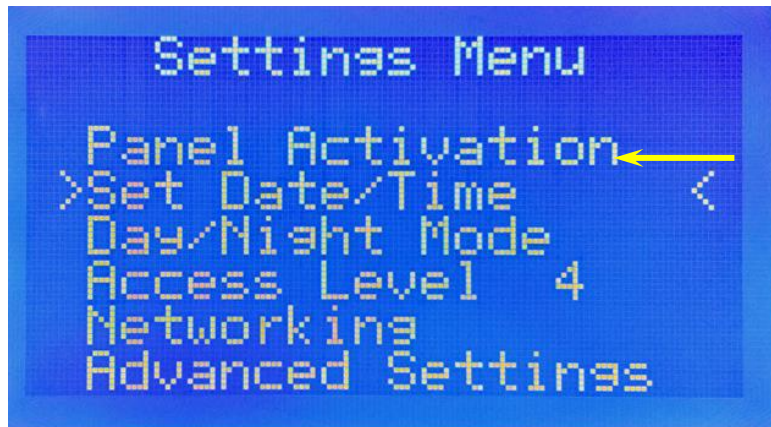 Settings Menu
Panel Activation
>Set Date/Time <
Day/Night Mode
Access Level 4
Networking
Advanced Settings